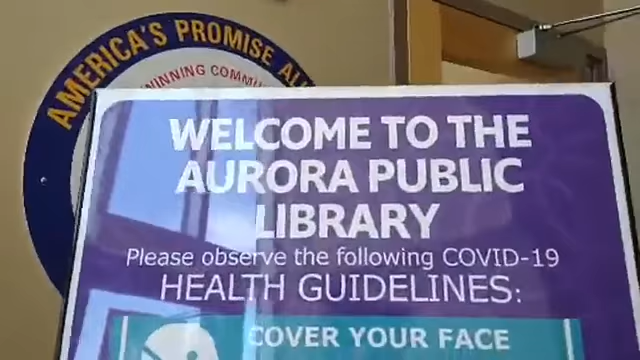 AMERICA'S PROMISE
WINNING
WELCOME TO THE
AURORA PUBLIC
LIBRARY
Please observe the following COVID-19
HEALTH GUIDELINES:
COVER YOUR FACE